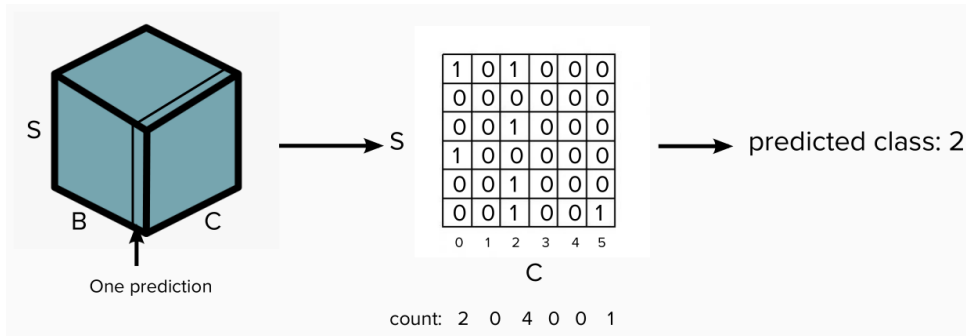 S
B
C
One prediction
S
1 0 1 0 0 0
0 0 0 0 0 0
0 0 1 0 0 0
1 0 0 0 0 0
0 0 1 0 0 0
0 0 1 0 0 1
0 1 2 3 4 5
C
count: 2 0 4 0 0 1
predicted class: 2